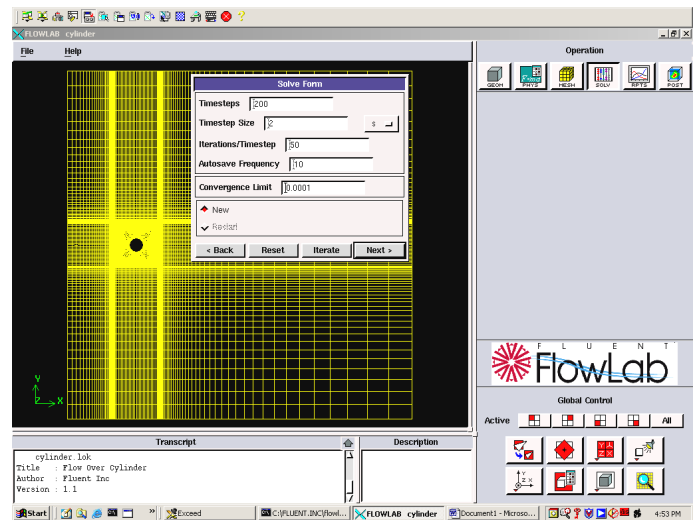 FLOWLAB cylinder
File Help
Operation
GEOM PHYS MESH SOLV RPTS POST
Solve Form
Timesteps 200
Timestep Size 2 s
Iterations/Timestep 50
Autosave Frequency 10
Convergence Limit 0.0001
New
Restart
< Back Reset Iterate Next >
Y
Z X
FLUENT
FlowLab
Global Control
Active All
Transcript
Description
cylinder.lok
Title : Flow Over Cylinder
Author : Fluent Inc
Version : 1.1
Start
»
Exceed
C:\FLUENT.INC\flowl...
FLOWLAB cylinder
Document1 - Microso...
4:53 PM